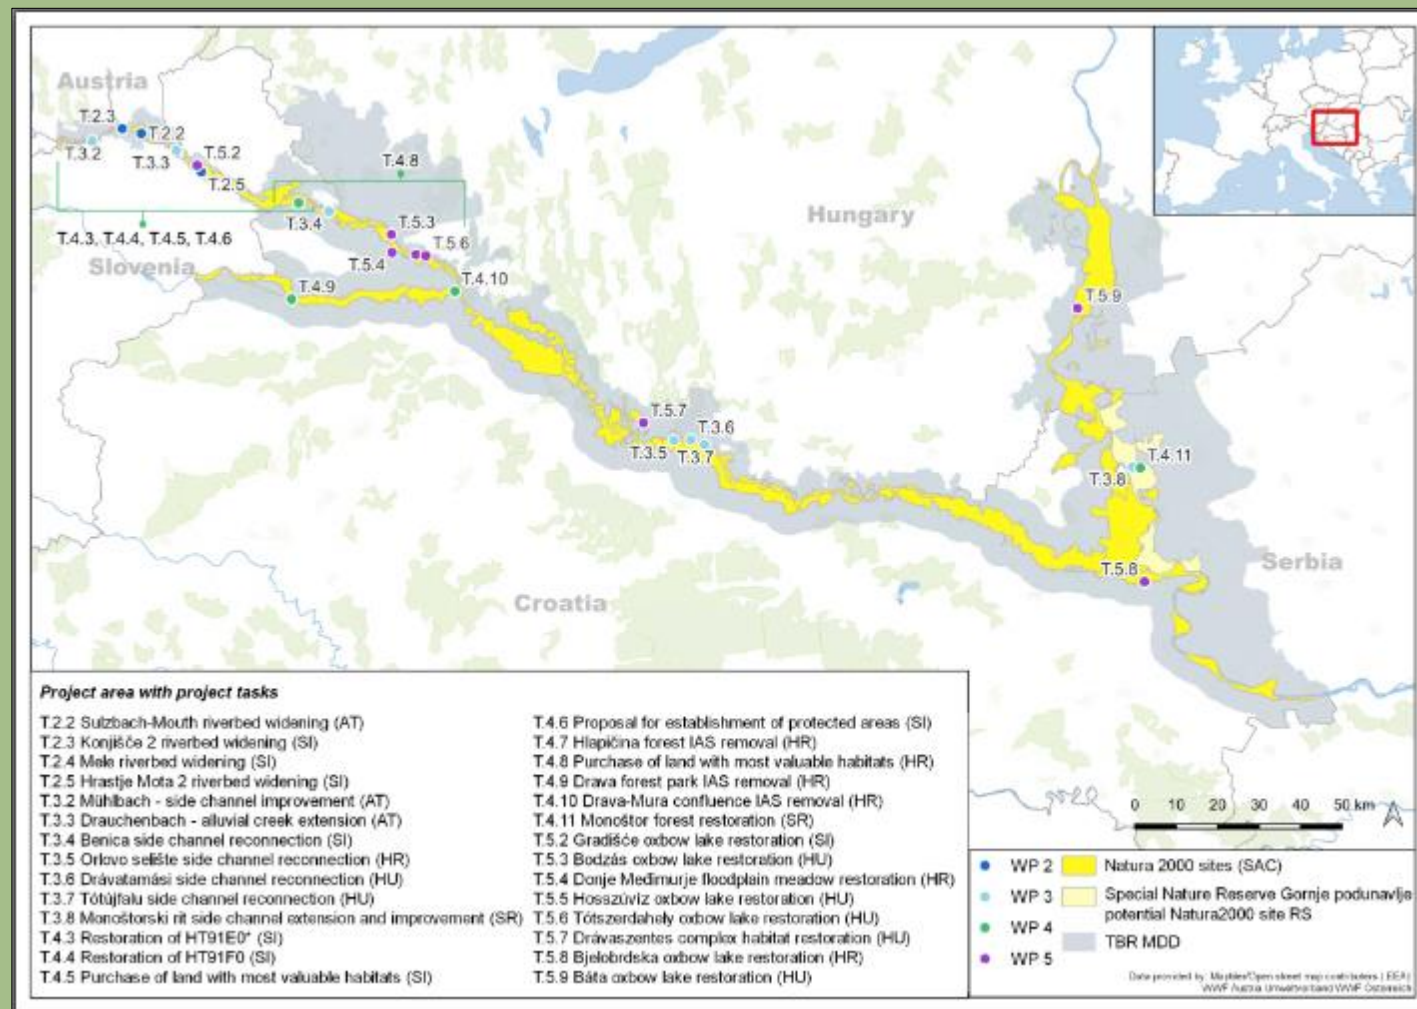 Austria
T.2.3
T.2.2
T.3.2
T.3.3
T.5.2
T.2.5
T.4.8
T.3.4
T.5.3
T.4.3, T.4.4, T.4.5, T.4.6
T.5.4
T.5.6
Slovenia
T.4.9
T.4.10
Hungary
T.5.9
T.5.7
T.3.6
T.3.5
T.3.7
T.4.11
T.3.8
T.5.8
Serbia
Croatia
Project area with project tasks
T.2.2 Sulzbach-Mouth riverbed widening (AT)
T.2.3 Konjišče 2 riverbed widening (SI)
T.2.4 Mele riverbed widening (SI)
T.2.5 Hrastje Mota 2 riverbed widening (SI)
T.3.2 Mühlbach - side channel improvement (AT)
T.3.3 Drauchenbach - alluvial creek extension (AT)
T.3.4 Benica side channel reconnection (SI)
T.3.5 Orlovo selište side channel reconnection (HR)
T.3.6 Drávatamási side channel reconnection (HU)
T.3.7 Tótújfalu side channel reconnection (HU)
T.3.8 Monoštorski rit side channel extension and improvement (SR)
T.4.3 Restoration of HT91E0* (SI)
T.4.4 Restoration of HT91F0 (SI)
T.4.5 Purchase of land with most valuable habitats (SI)
T.4.6 Proposal for establishment of protected areas (SI)
T.4.7 Hlapičina forest IAS removal (HR)
T.4.8 Purchase of land with most valuable habitats (HR)
T.4.9 Drava forest park IAS removal (HR)
T.4.10 Drava-Mura confluence IAS removal (HR)
T.4.11 Monoštor forest restoration (SR)
T.5.2 Gradišće oxbow lake restoration (SI)
T.5.3 Bodzás oxbow lake restoration (HU)
T.5.4 Donje Međimurje floodplain meadow restoration (HR)
T.5.5 Hosszúvíz oxbow lake restoration (HU)
T.5.6 Tótszerdahely oxbow lake restoration (HU)
T.5.7 Drávaszentes complex habitat restoration (HU)
T.5.8 Bjelobrdska oxbow lake restoration (HR)
T.5.9 Báta oxbow lake restoration (HU)
0 10 20 30 40 50 km
WP 2
WP 3
WP 4
WP 5
Natura 2000 sites (SAC)
Special Nature Reserve Gornje podunavlje
potential Natura2000 site RS
TBR MDD
Data provided by: street map contributors
WWF Austria Umweltverband WWF Österreich